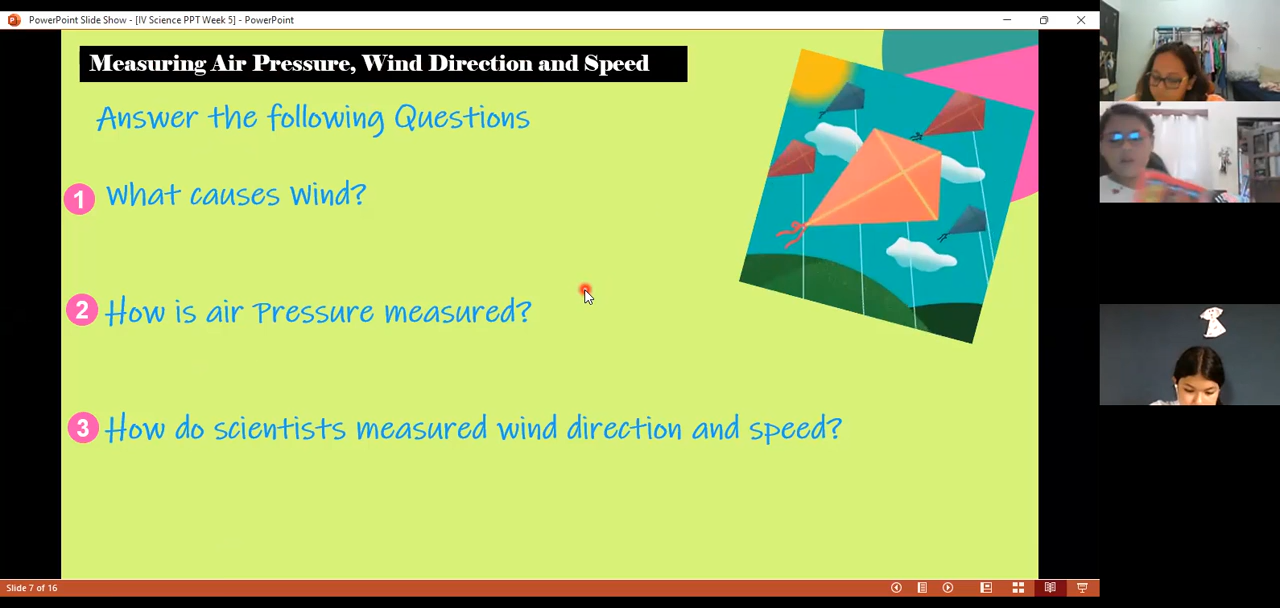 PowerPoint Slide Show - [IV Science PPT Week 5] - PowerPoint
Measuring Air Pressure, Wind Direction and Speed
Answer the following Questions
1 What causes Wind?
2 How is air Pressure measured?
3 How do scientists measured wind direction and speed?
Slide 7 of 16